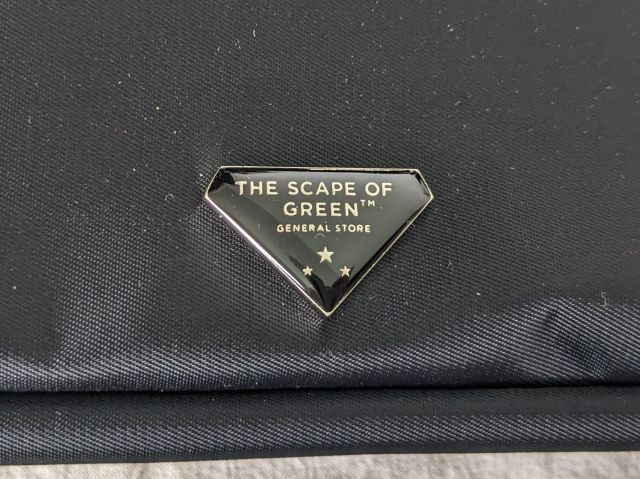 THE SCAPE OF
GREEN™
GENERAL STORE